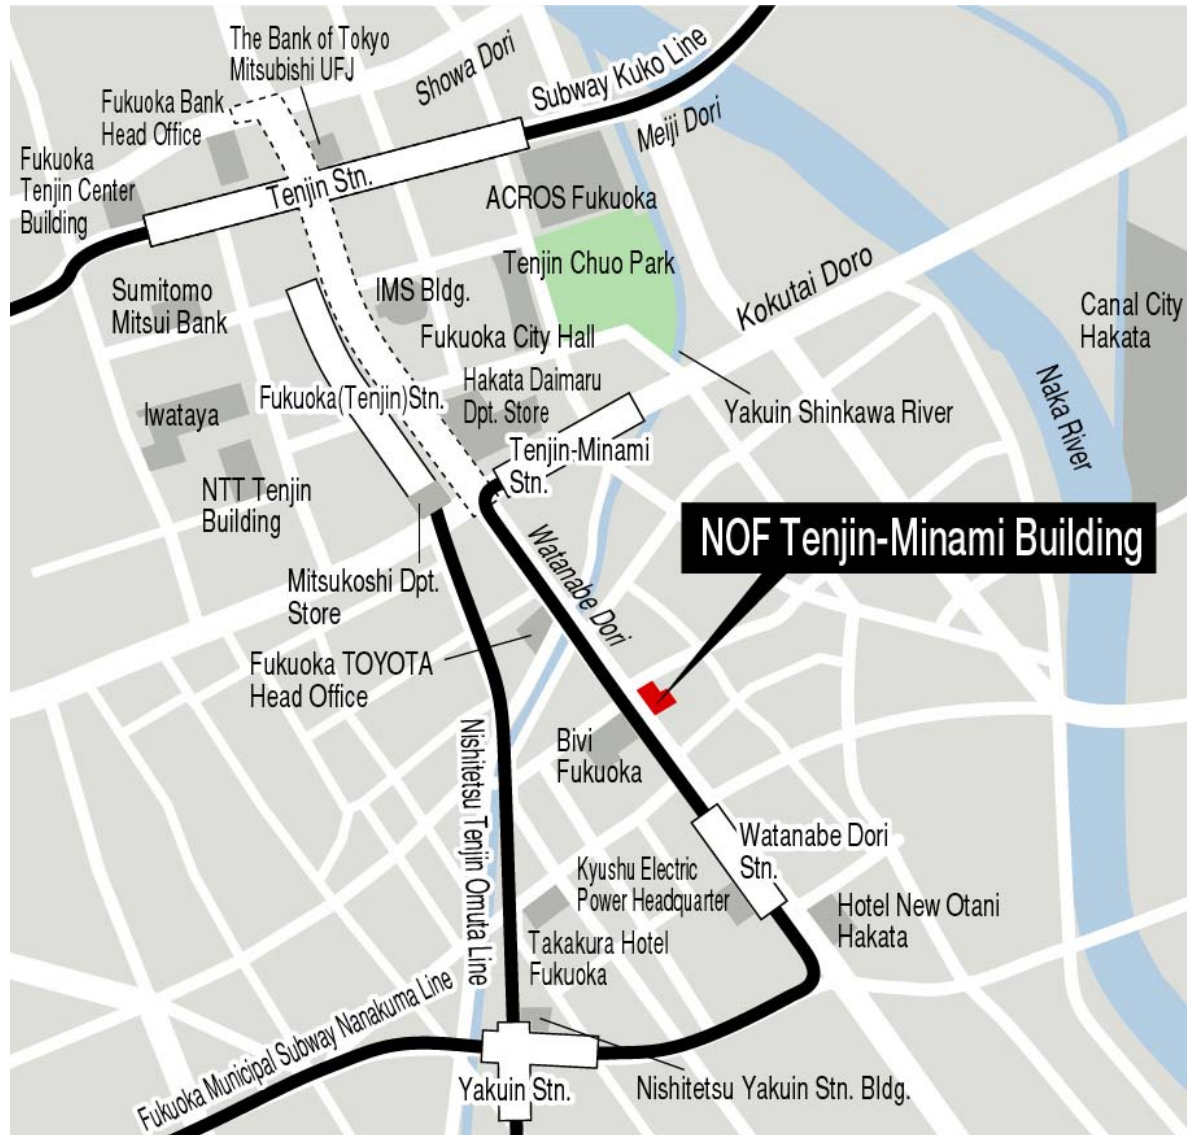 The Bank of Tokyo
Mitsubishi UFJ
Showa Dori
Subway Kuko Line
Fukuoka Bank
Head Office
Meiji Dori
Fukuoka
Tenjin Center
Building
Tenjin Stn.
ACROS Fukuoka
Tenjin Chuo Park
Kokutai Doro
Sumitomo
Mitsui Bank
IMS Bldg.
Canal City
Hakata
Fukuoka City Hall
Hakata Daimaru
Dpt. Store
Fukuoka(Tenjin)Stn.
Iwataya
Yakuin Shinkawa River
Naka River
Tenjin-Minami
Stn.
NTT Tenjin
Building
NOF Tenjin-Minami Building
Watanabe Dori
Mitsukoshi Dpt.
Store
Fukuoka TOYOTA
Head Office
Nishitetsu Tenjin Omuta Line
Bivi
Fukuoka
Watanabe Dori
Stn.
Kyushu Electric
Power Headquarter
Hotel New Otani
Hakata
Takakura Hotel
Fukuoka
Fukuoka Municipal Subway Nanakuma Line
Yakuin Stn.
Nishitetsu Yakuin Stn. Bldg.